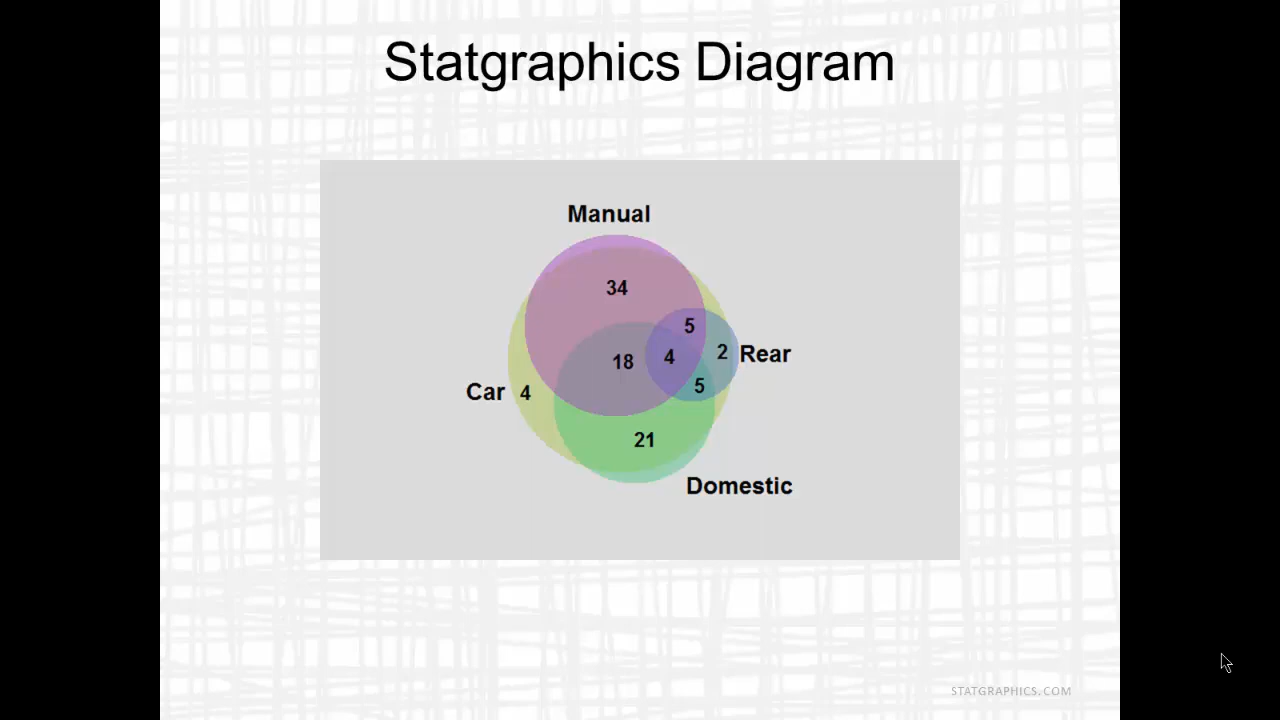 Statgraphics Diagram
Manual
34
5
18
4
2
Rear
5
Car
4
21
Domestic
STATGRAPHICS.COM